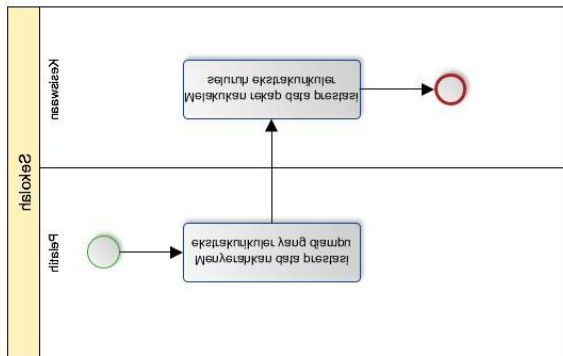 Sekolah
Kesiswaan
Melakukan rekap data prestasi
seluruh ekstrakurikuler
Pelatih
Menyerahkan data prestasi
ekstrakurikuler yang diampu